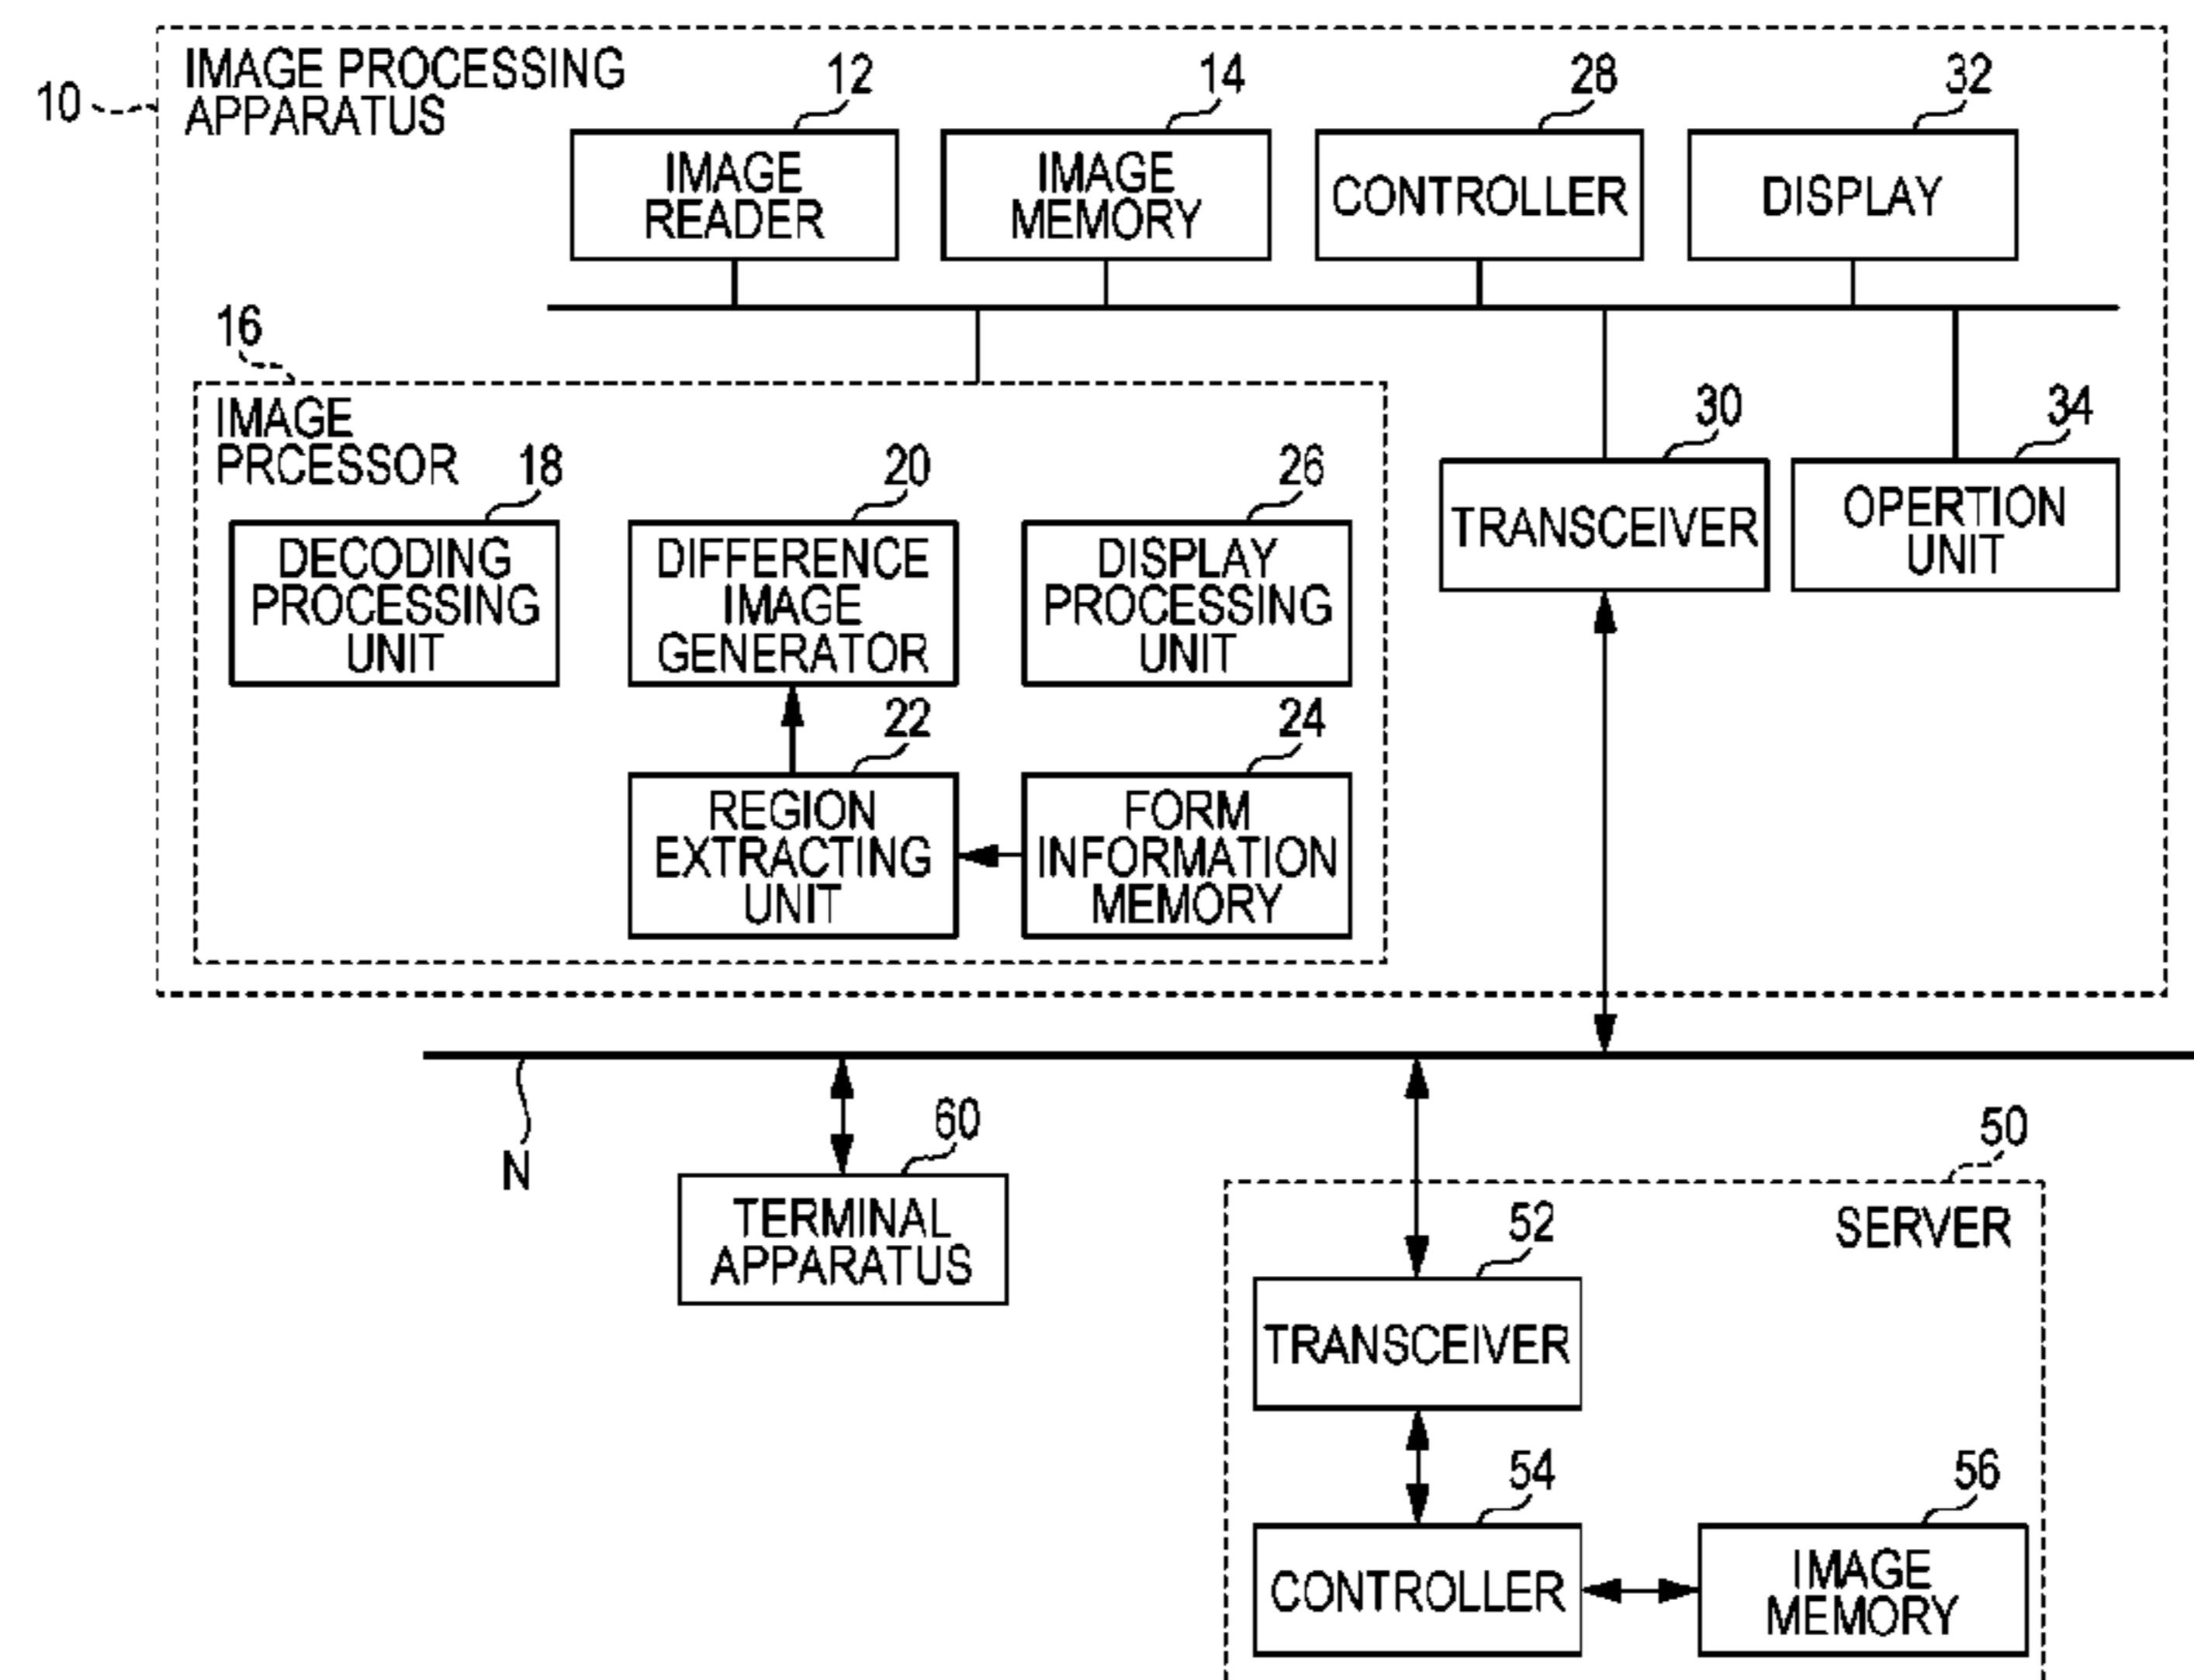 10
IMAGE PROCESSING
APPARATUS
12
14
28
32
IMAGE
READER
IMAGE
MEMORY
CONTROLLER
DISPLAY
16
IMAGE
PRCESSOR
18
20
26
30
34
DECODING
PROCESSING
UNIT
DIFFERENCE
IMAGE
GENERATOR
DISPLAY
PROCESSING
UNIT
TRANSCEIVER
OPERTION
UNIT
22
24
REGION
EXTRACTING
UNIT
FORM
INFORMATION
MEMORY
N
60
TERMINAL
APPARATUS
50
SERVER
52
TRANSCEIVER
54
56
CONTROLLER
IMAGE
MEMORY